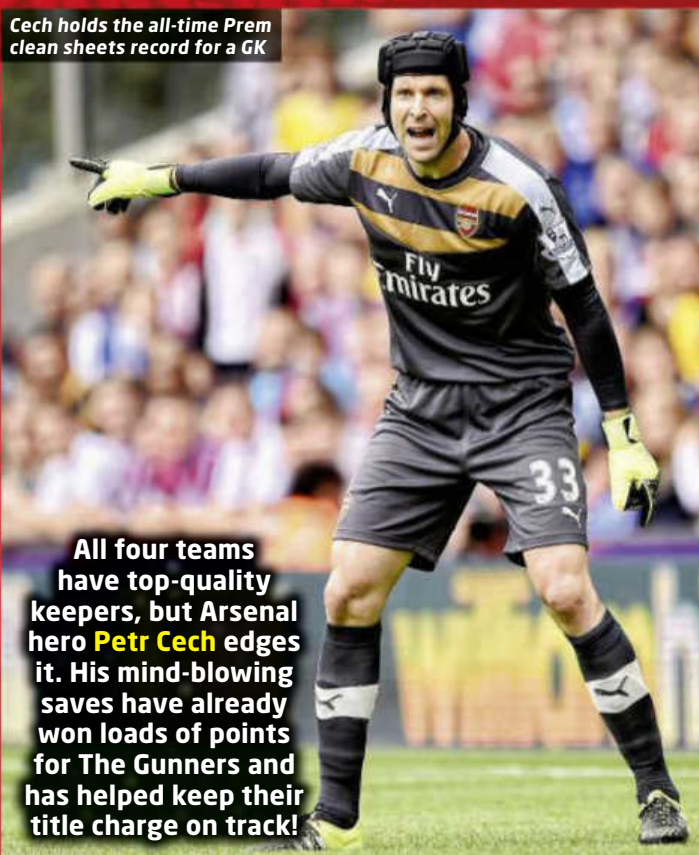 Cech holds the all-time Prem
clean sheets record for a GK
Fly
Emirates
33
All four teams
have top-quality
keepers, but Arsenal
hero Petr Cech edges
it. His mind-blowing
saves have already
won loads of points
for The Gunners and
has helped keep their
title charge on track!